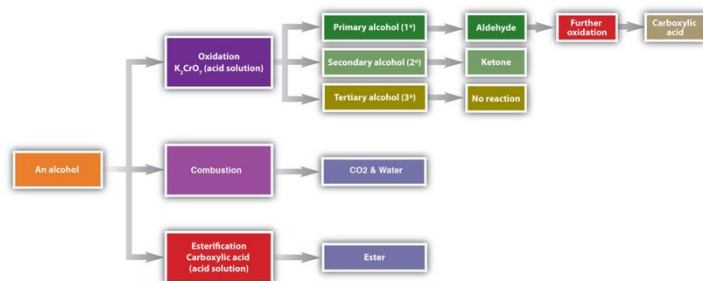 An alcohol
Oxidation
K₂CrO₇ (acid solution)
Primary alcohol (1º)
Aldehyde
Further
oxidation
Carboxylic
acid
Secondary alcohol (2º)
Ketone
Tertiary alcohol (3º)
No reaction
Combustion
CO2 & Water
Esterification
Carboxylic acid
(acid solution)
Ester